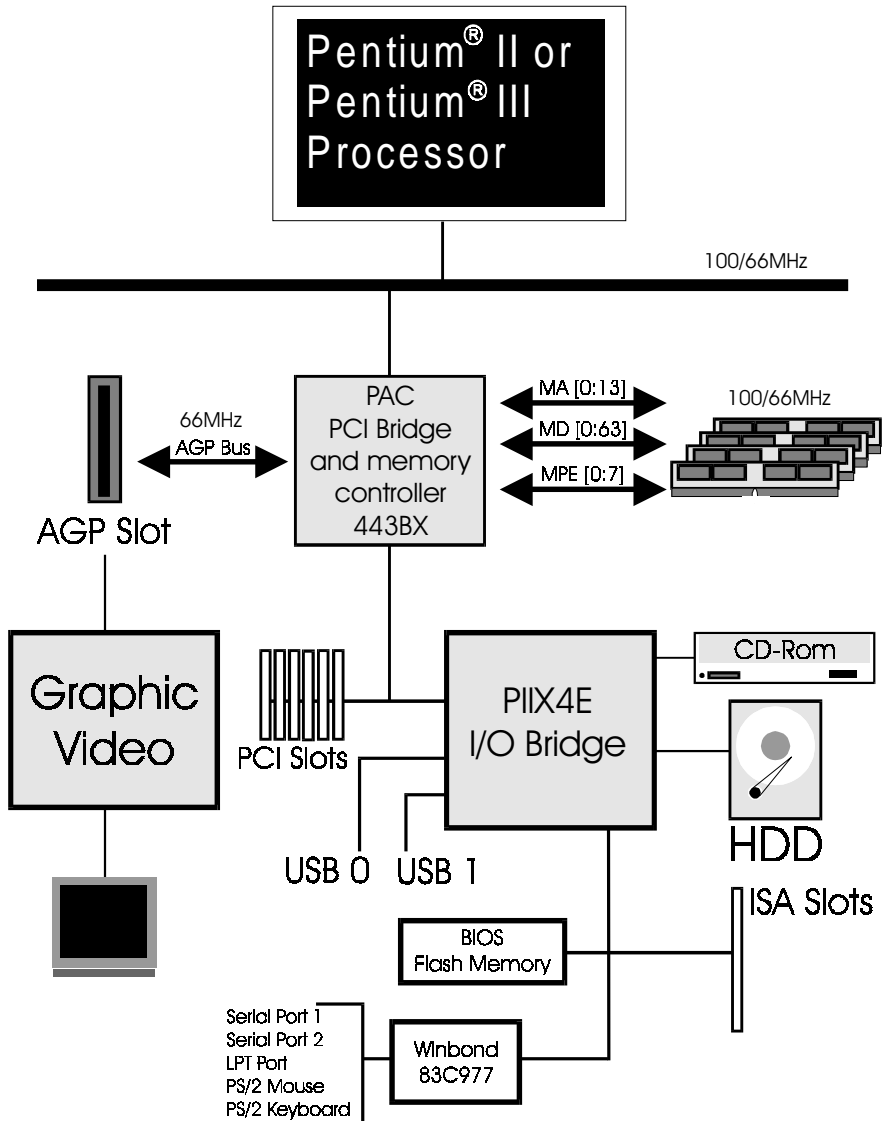 Pentium® II or
Pentium® III
Processor
100/66MHz
PAC
PCI Bridge
and memory
controller
443BX
MA [0:13]
MD [0:63]
MPE [0:7]
100/66MHz
66MHz
AGP Bus
AGP Slot
Graphic
Video
PCI Slots
PIIX4E
I/O Bridge
CD-Rom
HDD
USB 0
USB 1
ISA Slots
BIOS
Flash Memory
Serial Port 1
Serial Port 2
LPT Port
PS/2 Mouse
PS/2 Keyboard
Winbond
83C977